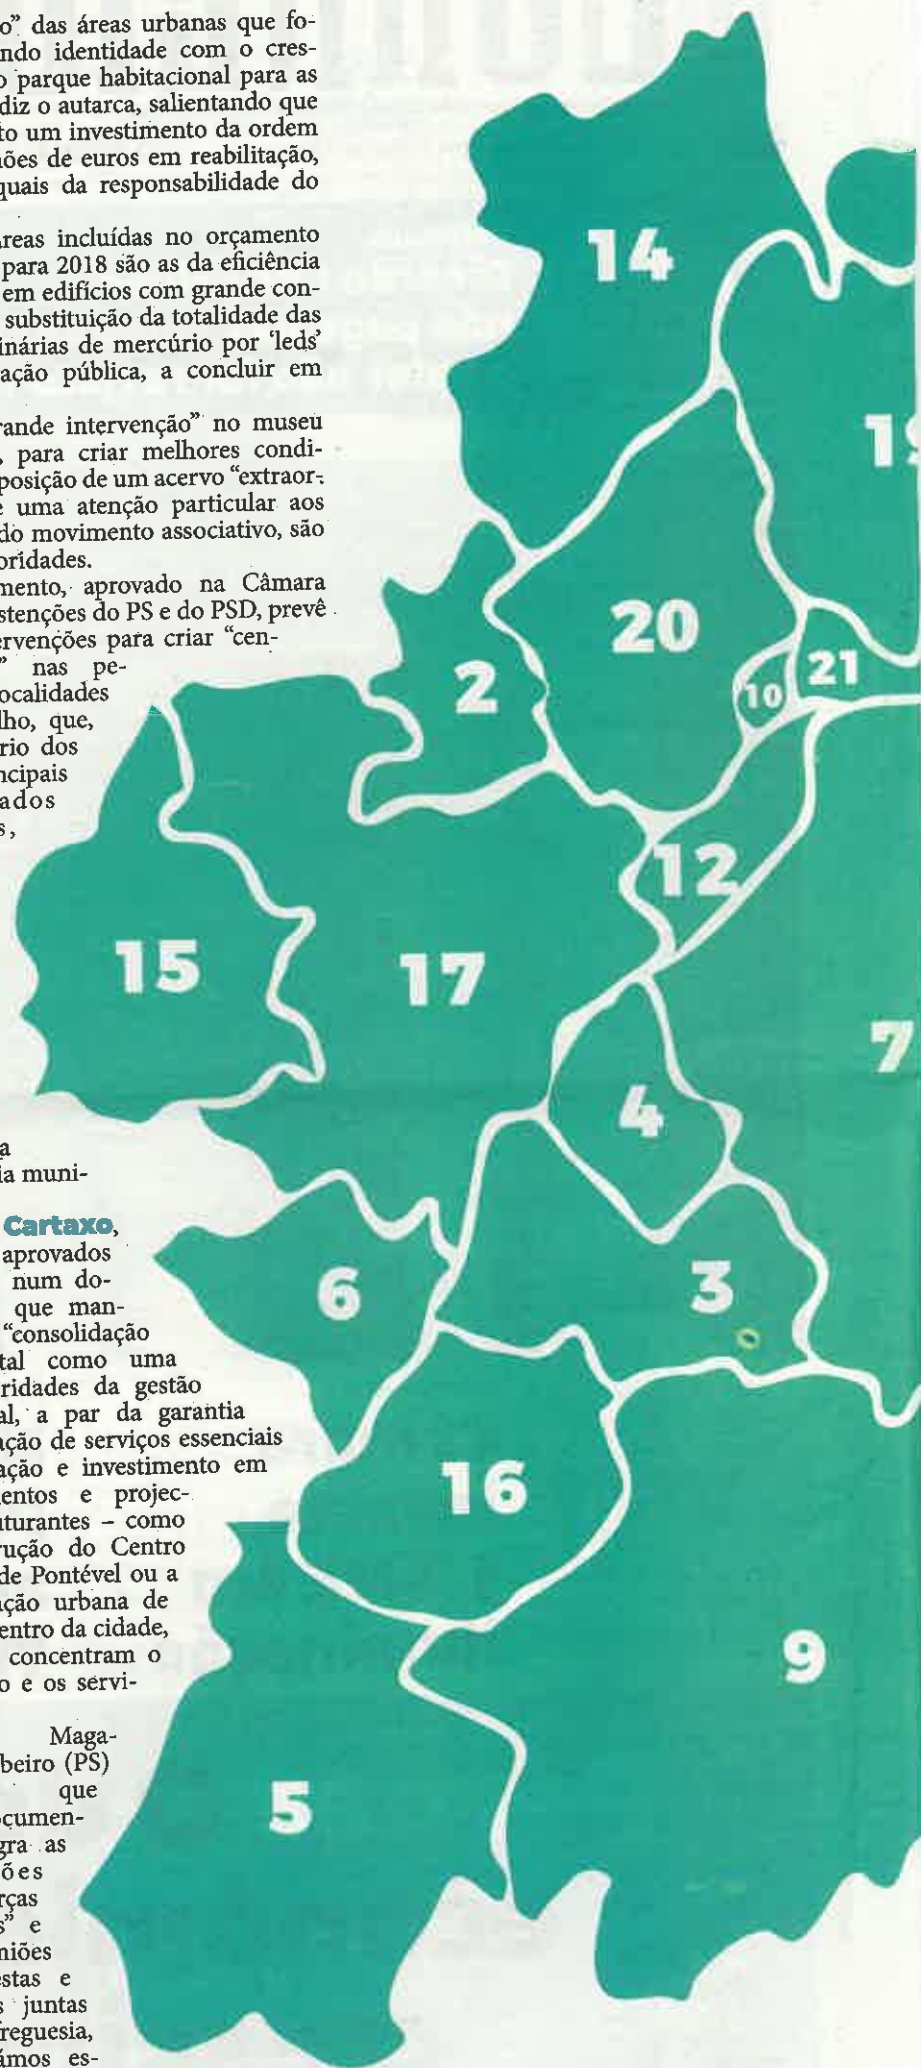 o” das áreas urbanas que fo-
ndo identidade com o cres-
o parque habitacional para as
diz o autarca, salientando que
to um investimento da ordem
ões de euros em reabilitação,
quais da responsabilidade do
áreas incluídas no orçamento
para 2018 são as da eficiência
em edifícios com grande con-
substituição da totalidade das
inárias de mercúrio por ‘leds’
ação pública, a concluir em
rande intervenção” no museu
, para criar melhores condi-
posição de um acervo “extraor-
e uma atenção particular aos
do movimento associativo, são
oridades.
mento, aprovado na Câmara
stenções do PS e do PSD, prevê
ervenções para criar “cen-
” nas pe-
ocalidades
lho, que,
rio dos
ncipais
ados
s,
a
ia muni-
Cartaxo,
aprovados
num do-
que man-
“consolidação
tal como uma
ridades da gestão
al, a par da garantia
ação de serviços essenciais
ação e investimento em
entos e projec-
uturantes – como
rução do Centro
de Pontével ou a
ação urbana de
entro da cidade,
concentram o
o e os servi-
Maga-
beiro (PS)
que
ocumen-
gra as
ões
rças
s” e
niões
stas e
s juntas
reguesia,
ámos es-
14
19
20
2
10
21
12
15
17
7
4
6
3
16
9
5